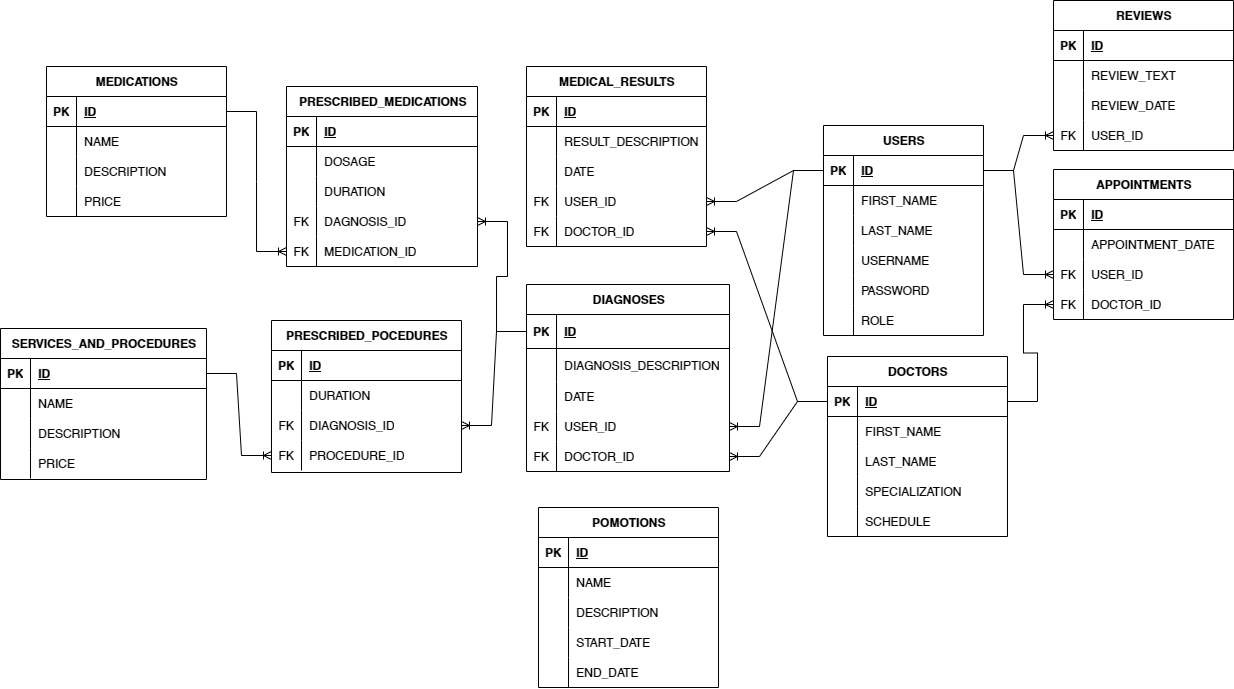 MEDICATIONS
PK ID
NAME
DESCRIPTION
PRICE
PRESCRIBED_MEDICATIONS
PK ID
DOSAGE
DURATION
FK DAGNOSIS_ID
FK MEDICATION_ID
MEDICAL_RESULTS
PK ID
RESULT_DESCRIPTION
DATE
FK USER_ID
FK DOCTOR_ID
USERS
PK ID
FIRST_NAME
LAST_NAME
USERNAME
PASSWORD
ROLE
REVIEWS
PK ID
REVIEW_TEXT
REVIEW_DATE
FK USER_ID
APPOINTMENTS
PK ID
APPOINTMENT_DATE
FK USER_ID
FK DOCTOR_ID
SERVICES_AND_PROCEDURES
PK ID
NAME
DESCRIPTION
PRICE
PRESCRIBED_POCEDURES
PK ID
DURATION
FK DIAGNOSIS_ID
FK PROCEDURE_ID
DIAGNOSES
PK ID
DIAGNOSIS_DESCRIPTION
DATE
FK USER_ID
FK DOCTOR_ID
DOCTORS
PK ID
FIRST_NAME
LAST_NAME
SPECIALIZATION
SCHEDULE
POMOTIONS
PK ID
NAME
DESCRIPTION
START_DATE
END_DATE